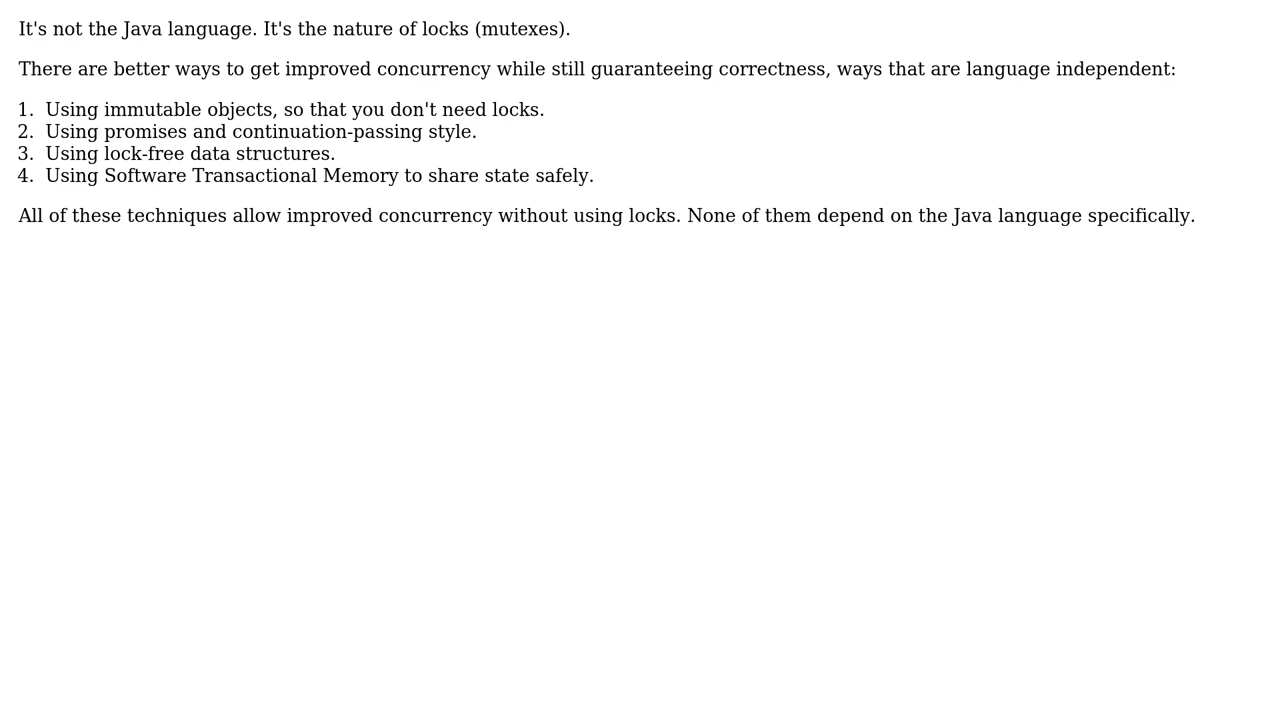 It's not the Java language. It's the nature of locks (mutexes).
There are better ways to get improved concurrency while still guaranteeing correctness, ways that are language independent:
1. Using immutable objects, so that you don't need locks.
2. Using promises and continuation-passing style.
3. Using lock-free data structures.
4. Using Software Transactional Memory to share state safely.
All of these techniques allow improved concurrency without using locks. None of them depend on the Java language specifically.